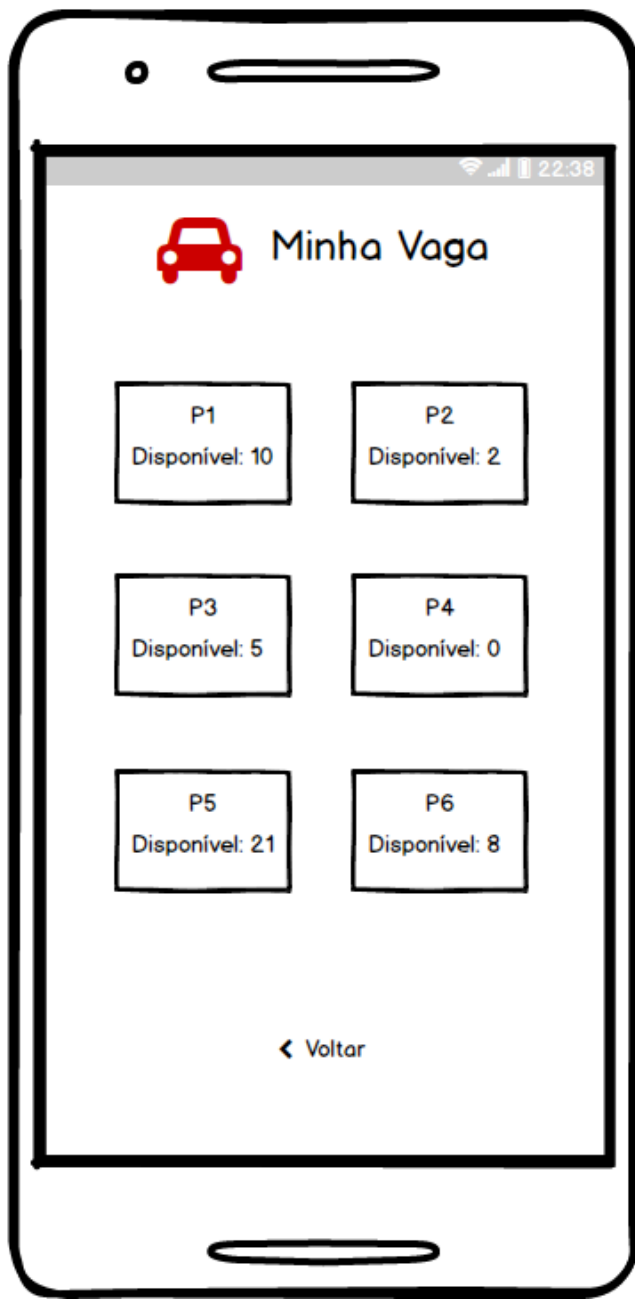 22:38
Minha Vaga
P1
Disponível: 10
P2
Disponível: 2
P3
Disponível: 5
P4
Disponível: 0
P5
Disponível: 21
P6
Disponível: 8
Voltar